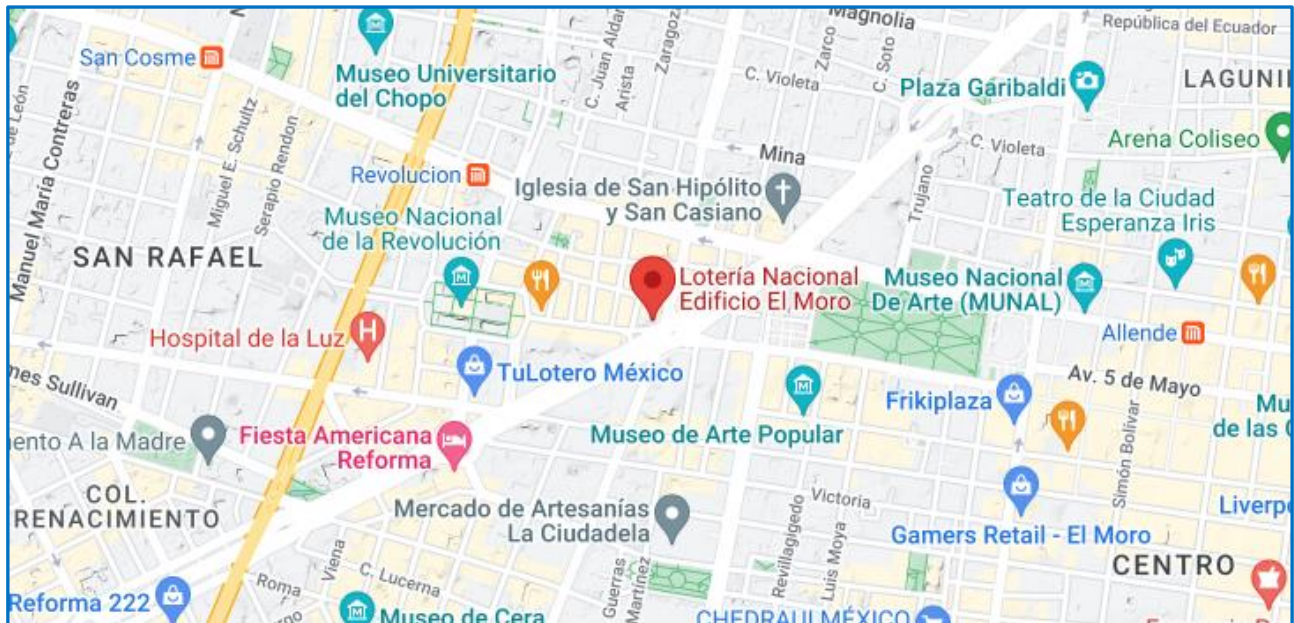 Magnolia
República del Ecuador
San Cosme
Museo Universitario
del Chopo
C. Juan Aldar
Arista
Zaragoz
C. Violeta
Zarco
C. Soto
Plaza Garibaldi
LAGUNIL
Manuel María Contreras
de León
Miguel E. Schultz
Serapio Rendon
Mina
C. Violeta
Arena Coliseo
Revolucion
Iglesia de San Hipólito
y San Casiano
Trujano
Teatro de la Ciudad
Esperanza Iris
Museo Nacional
de la Revolución
SAN RAFAEL
Lotería Nacional
Edificio El Moro
Museo Nacional
De Arte (MUNAL)
Hospital de la Luz
Allende
mes Sullivan
TuLotero México
Av. 5 de Mayo
Frikiplaza
Mu
de las
ento A la Madre
Fiesta Americana
Reforma
Museo de Arte Popular
Simón Bolívar
COL.
RENACIMIENTO
Mercado de Artesanías
La Ciudadela
Victoria
Revillagigedo
Luis Moya
Gamers Retail - El Moro
Liverp
CENTRO
Viena
Roma
C. Lucerna
Guerras
Martínez
Reforma 222
Museo de Cera
CHEDRAUI MÉXICO